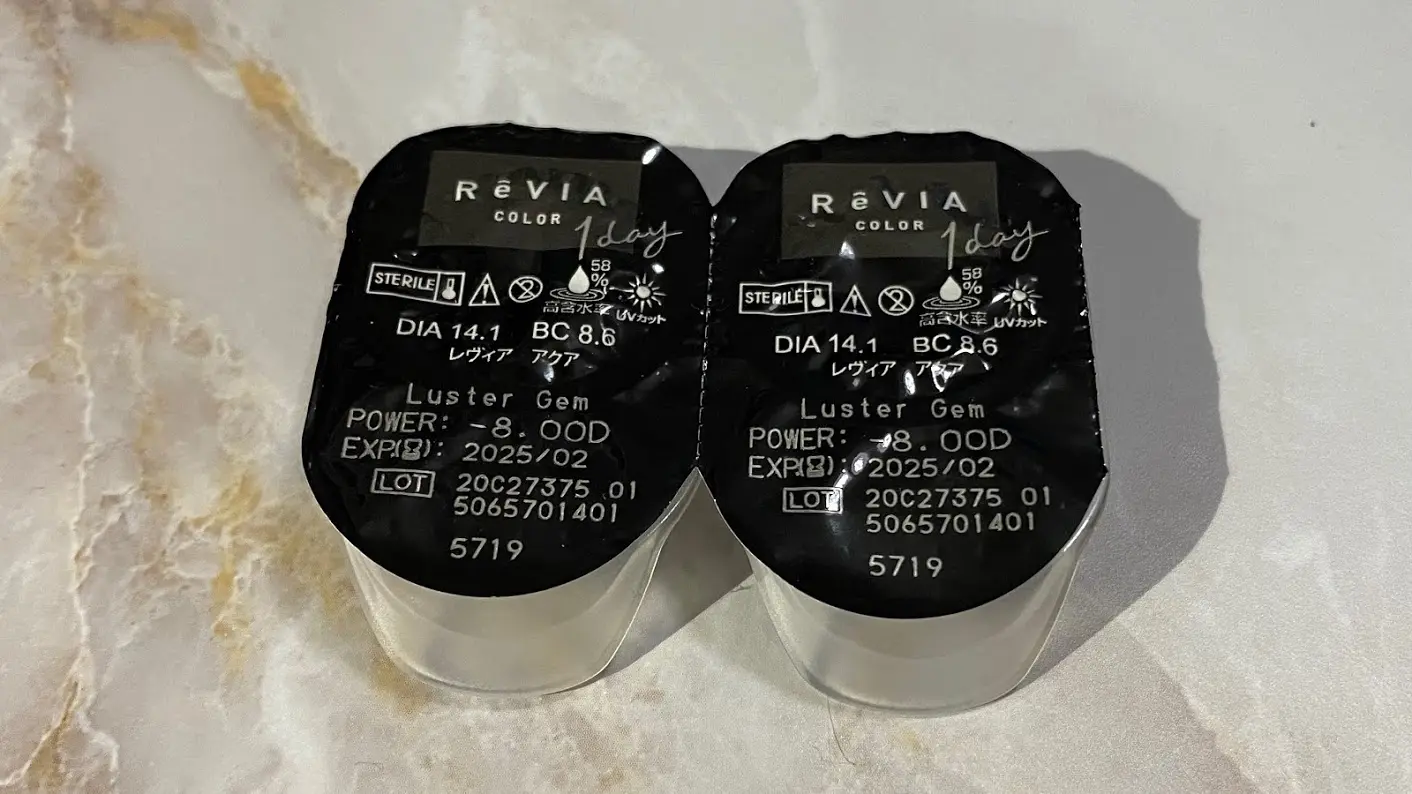 RêVIA
COLOR
1day
STERILE
58
%
高含水率
UVカット
DIA 14.1 BC 8.6
レヴィア アクア
Luster Gem
POWER: -8.00D
EXP(): 2025/02
LOT 20C27375 01
5065701401
5719
RêVIA
COLOR
1day
STERILE
58
%
高含水率
UVカット
DIA 14.1 BC 8.6
レヴィア アクア
Luster Gem
POWER: -8.00D
EXP(): 2025/02
LOT 20C27375 01
5065701401
5719